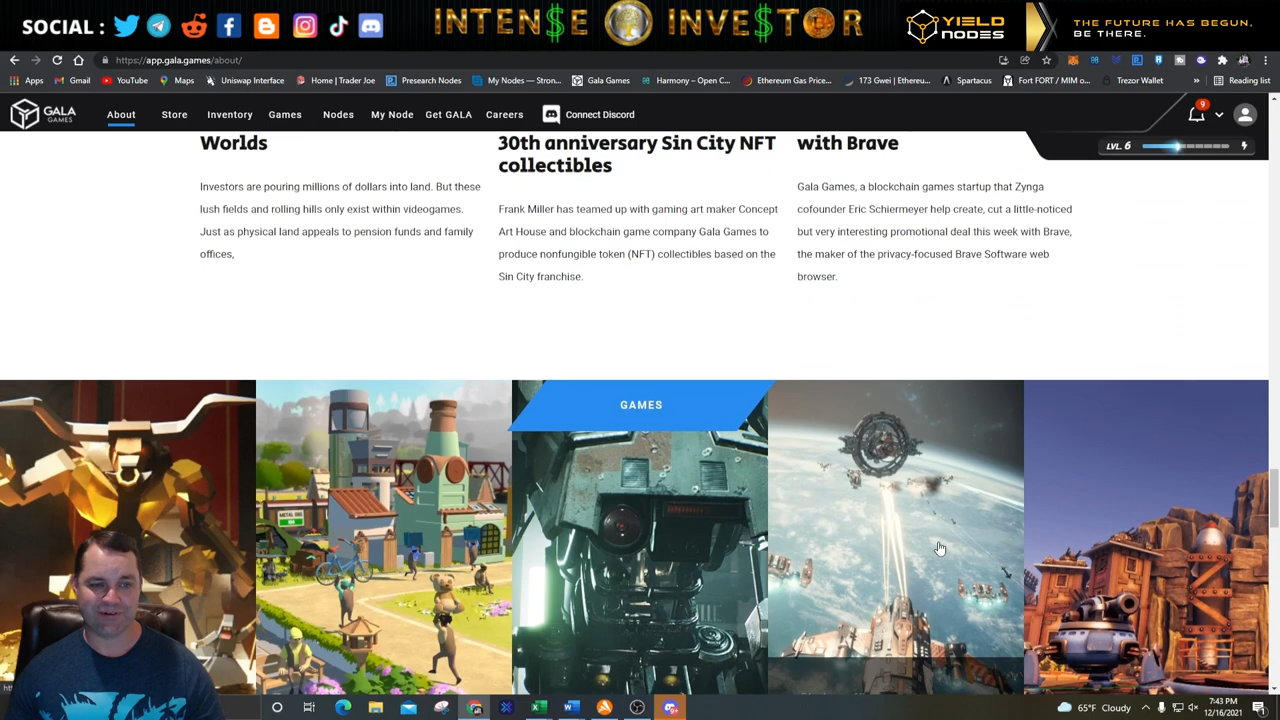 SOCIAL :
INTEN$E INVE$TOR
YIELD NODES
THE FUTURE HAS BEGUN, BE THERE.
https://app.gala.games/about/
Apps Gmail YouTube Maps Uniswap Interface Home | Trader Joe Presearch Nodes My Nodes — Stron... Gala Games Harmony – Open C... Ethereum Gas Price... 173 Gwei | Ethereu... Spartacus Fort FORT / MIM o... Trezor Wallet » Reading list
GALA GAMES About Store Inventory Games Nodes My Node Get GALA Careers Connect Discord 9
LVL. 6
Worlds
Investors are pouring millions of dollars into land. But these
lush fields and rolling hills only exist within videogames.
Just as physical land appeals to pension funds and family
offices,
30th anniversary Sin City NFT
collectibles
Frank Miller has teamed up with gaming art maker Concept
Art House and blockchain game company Gala Games to
produce nonfungible token (NFT) collectibles based on the
Sin City franchise.
with Brave
Gala Games, a blockchain games startup that Zynga
cofounder Eric Schiermeyer help create, cut a little-noticed
but very interesting promotional deal this week with Brave,
the maker of the privacy-focused Brave Software web
browser.
GAMES
METAL ORE
65°F Cloudy
7:43 PM
12/16/2021